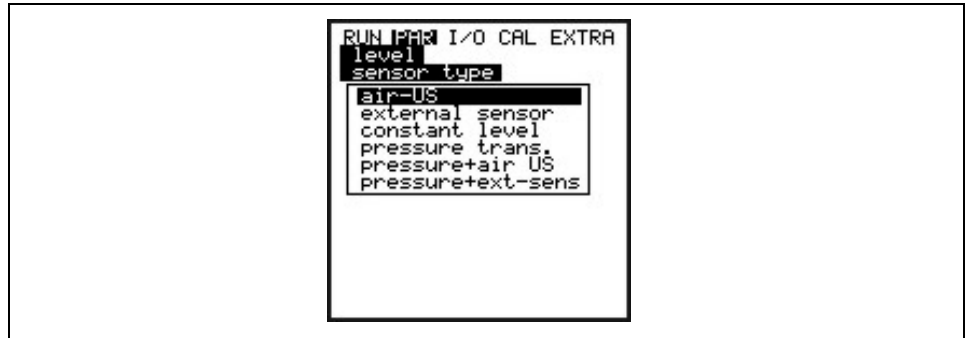 RUN PAR I/O CAL EXTRA
level
sensor type
air-US
external sensor
constant level
pressure trans.
pressure+air US
pressure+ext-sens